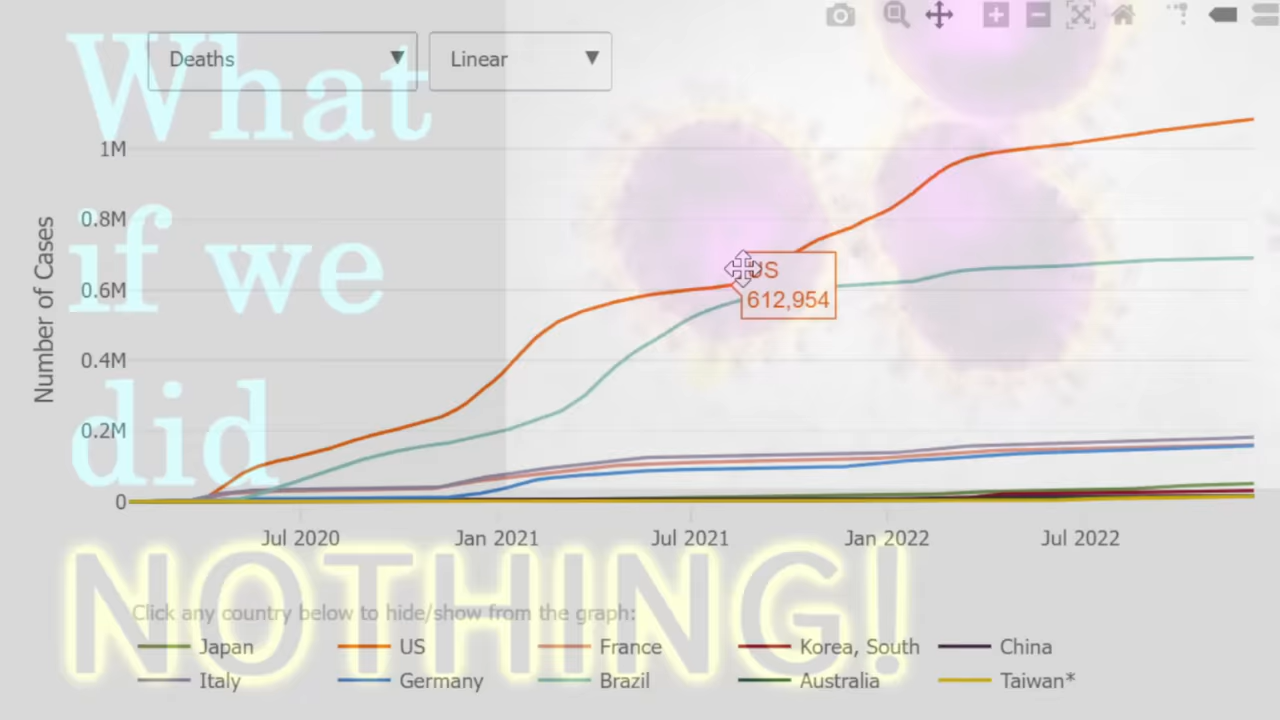 What
if we
did
NOTHING!
Deaths
Linear
Number of Cases
1M
0.8M
0.6M
0.4M
0.2M
0
US
612,954
Jul 2020
Jan 2021
Jul 2021
Jan 2022
Jul 2022
Click any country below to hide/show from the graph:
Japan
US
France
Korea, South
China
Italy
Germany
Brazil
Australia
Taiwan*